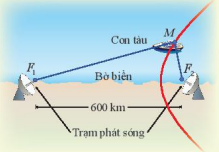 M
Con tàu
F₁
Bờ biển
F₂
600 km
Trạm phát sóng